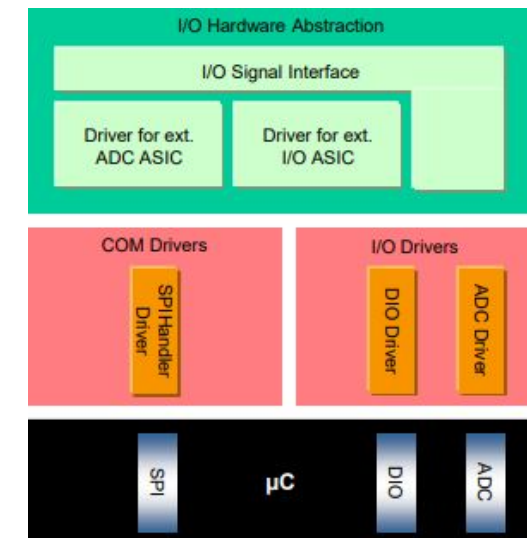 I/O Hardware Abstraction
I/O Signal Interface
Driver for ext.
ADC ASIC
Driver for ext.
I/O ASIC
COM Drivers
I/O Drivers
SPIHandler
Driver
DIO Driver
ADC Driver
SPI
µC
DIO
ADC